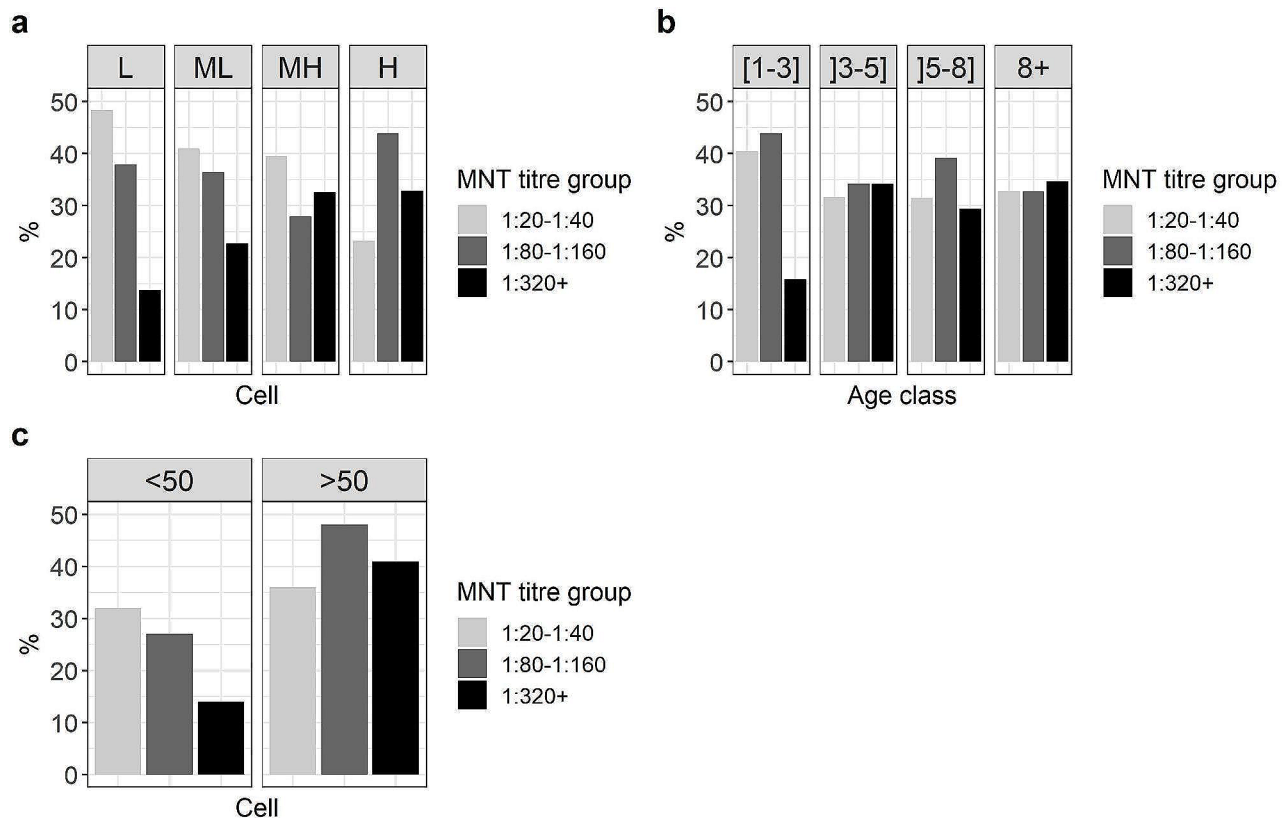 a
L ML MH H
50
40
30
20
10
0
%
Cell
MNT titre group
1:20-1:40
1:80-1:160
1:320+
b
[1-3] ]3-5] ]5-8] 8+
50
40
30
20
10
0
%
Age class
MNT titre group
1:20-1:40
1:80-1:160
1:320+
c
<50 >50
50
40
30
20
10
0
%
Cell
MNT titre group
1:20-1:40
1:80-1:160
1:320+